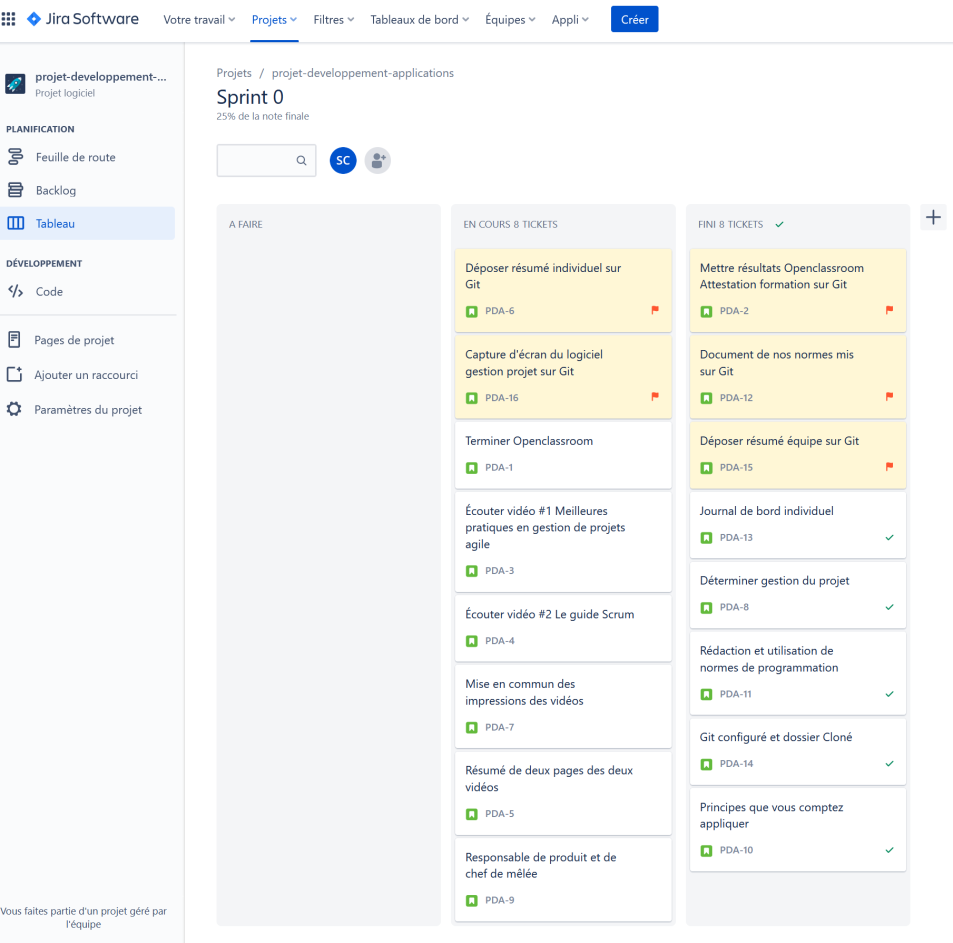 Jira Software
Votre travail
Projets
Filtres
Tableaux de bord
Équipes
Appli
Créer
projet-developpement-...
Projet logiciel
PLANIFICATION
Feuille de route
Backlog
Tableau
DÉVELOPPEMENT
Code
Pages de projet
Ajouter un raccourci
Paramètres du projet
Vous faites partie d'un projet géré par
l'équipe
Projets / projet-developpement-applications
Sprint 0
25% de la note finale
SC
A FAIRE
EN COURS 8 TICKETS
Déposer résumé individuel sur
Git
PDA-6
Capture d'écran du logiciel
gestion projet sur Git
PDA-16
Terminer Openclassroom
PDA-1
Écouter vidéo #1 Meilleures
pratiques en gestion de projets
agile
PDA-3
Écouter vidéo #2 Le guide Scrum
PDA-4
Mise en commun des
impressions des vidéos
PDA-7
Résumé de deux pages des deux
vidéos
PDA-5
Responsable de produit et de
chef de mêlée
PDA-9
FINI 8 TICKETS
Mettre résultats Openclassroom
Attestation formation sur Git
PDA-2
Document de nos normes mis
sur Git
PDA-12
Déposer résumé équipe sur Git
PDA-15
Journal de bord individuel
PDA-13
Déterminer gestion du projet
PDA-8
Rédaction et utilisation de
normes de programmation
PDA-11
Git configuré et dossier Cloné
PDA-14
Principes que vous comptez
appliquer
PDA-10